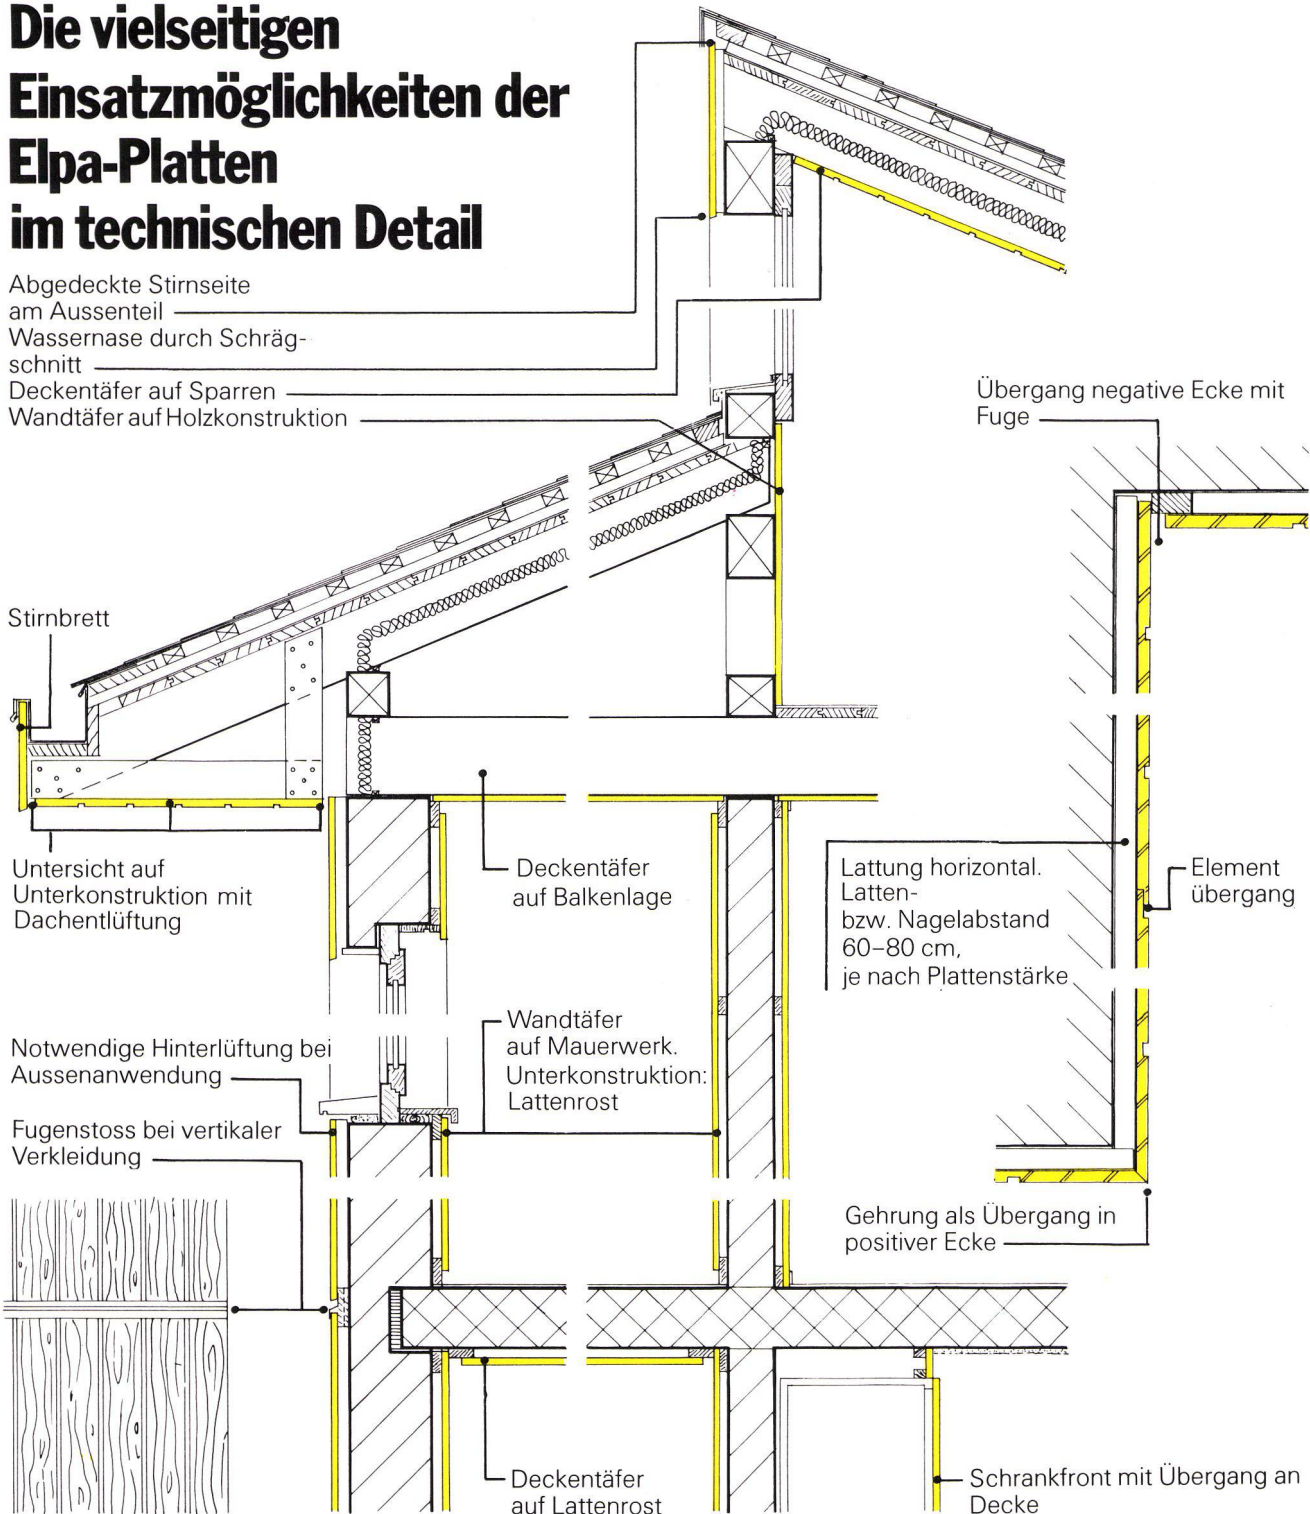 Die vielseitigen
Einsatzmöglichkeiten der
Elpa-Platten
im technischen Detail
Abgedeckte Stirnseite
am Aussenteil
Wassernase durch Schräg-
schnitt
Deckentäfer auf Sparren
Wandtäfer auf Holzkonstruktion
Übergang negative Ecke mit
Fuge
Stirnbrett
Untersicht auf
Unterkonstruktion mit
Dachentlüftung
Deckentäfer
auf Balkenlage
Lattung horizontal.
Latten-
bzw. Nagelabstand
60–80 cm,
je nach Plattenstärke
Element
übergang
Wandtäfer
auf Mauerwerk.
Unterkonstruktion:
Lattenrost
Notwendige Hinterlüftung bei
Aussenanwendung
Fugenstoss bei vertikaler
Verkleidung
Gehrung als Übergang in
positiver Ecke
Deckentäfer
auf Lattenrost
Schrankfront mit Übergang an
Decke